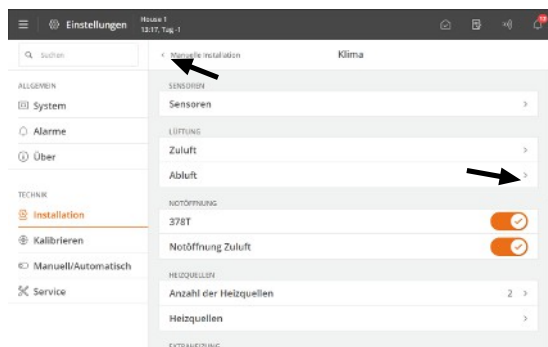 Einstellungen
House 1
13:17, Tag -1
Suchen
Manuelle Installation
Klima
ALLGEMEIN
System
Alarme
Über
TECHNIK
Installation
Kalibrieren
Manuell/Automatisch
Service
SENSOREN
Sensoren
LÜFTUNG
Zuluft
Abluft
NOTÖFFNUNG
378T
Notöffnung Zuluft
HEIZQUELLEN
Anzahl der Heizquellen 2
Heizquellen